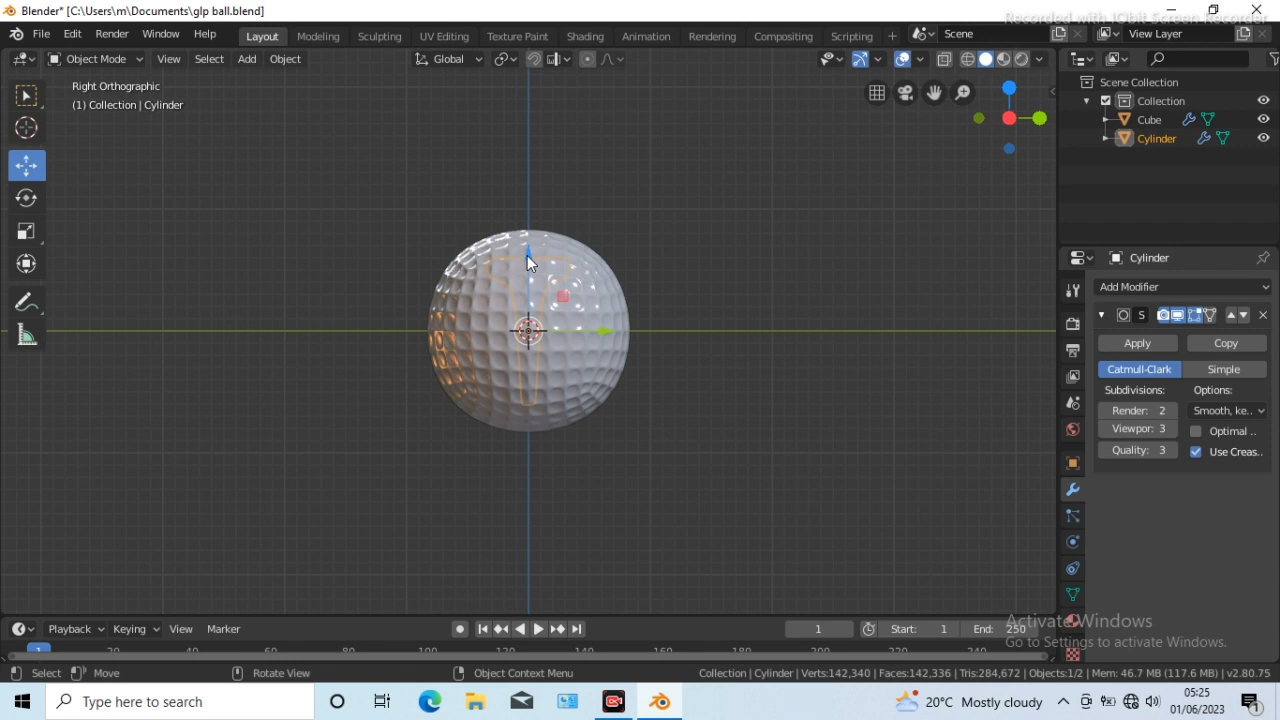 Blender* [C:\Users\m\Documents\glp ball.blend]
Recorded with IObit Screen Recorder
File Edit Render Window Help Layout Modeling Sculpting UV Editing Texture Paint Shading Animation Rendering Compositing Scripting + Scene View Layer
Object Mode View Select Add Object Global
Right Orthographic
(1) Collection | Cylinder
Scene Collection
Collection
Cube
Cylinder
Cylinder
Add Modifier
S
Apply Copy
Catmull-Clark Simple
Subdivisions: Options:
Render: 2 Smooth, ke..
Viewpor: 3 Optimal ..
Quality: 3 Use Creas..
Playback Keying View Marker 1 Start: 1 End: 250
1 20 40 60 80 100 120 140 160 180 200 220 240
Activate Windows
Go to Settings to activate Windows.
Select Move Rotate View Object Context Menu Collection | Cylinder | Verts:142,340 | Faces:142,336 | Tris:284,672 | Objects:1/2 | Mem: 46.7 MB (117.6 MB) | v2.80.75
Type here to search 20°C Mostly cloudy 05:25
01/06/2023 1